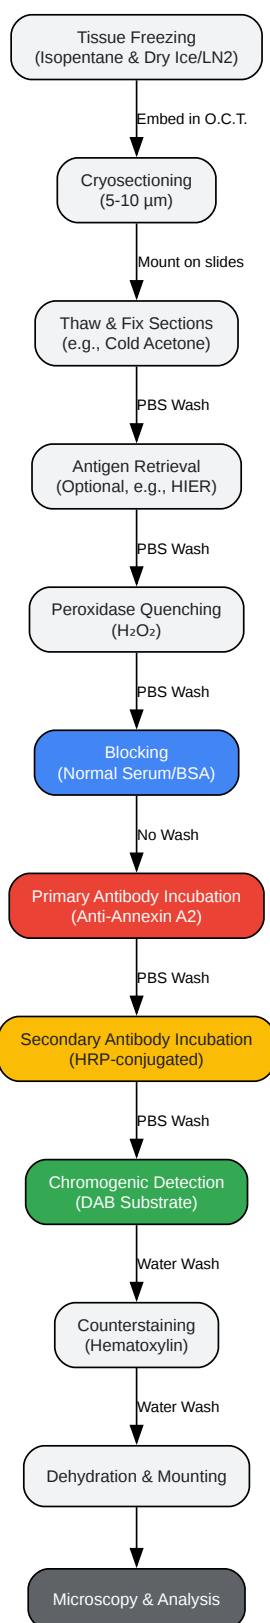 Tissue Freezing
(Isopentane & Dry Ice/LN2)
Embed in O.C.T.
Cryosectioning
(5-10 µm)
Mount on slides
Thaw & Fix Sections
(e.g., Cold Acetone)
PBS Wash
Antigen Retrieval
(Optional, e.g., HIER)
PBS Wash
Peroxidase Quenching
(H₂O₂)
PBS Wash
Blocking
(Normal Serum/BSA)
No Wash
Primary Antibody Incubation
(Anti-Annexin A2)
PBS Wash
Secondary Antibody Incubation
(HRP-conjugated)
PBS Wash
Chromogenic Detection
(DAB Substrate)
Water Wash
Counterstaining
(Hematoxylin)
Water Wash
Dehydration & Mounting
Microscopy & Analysis